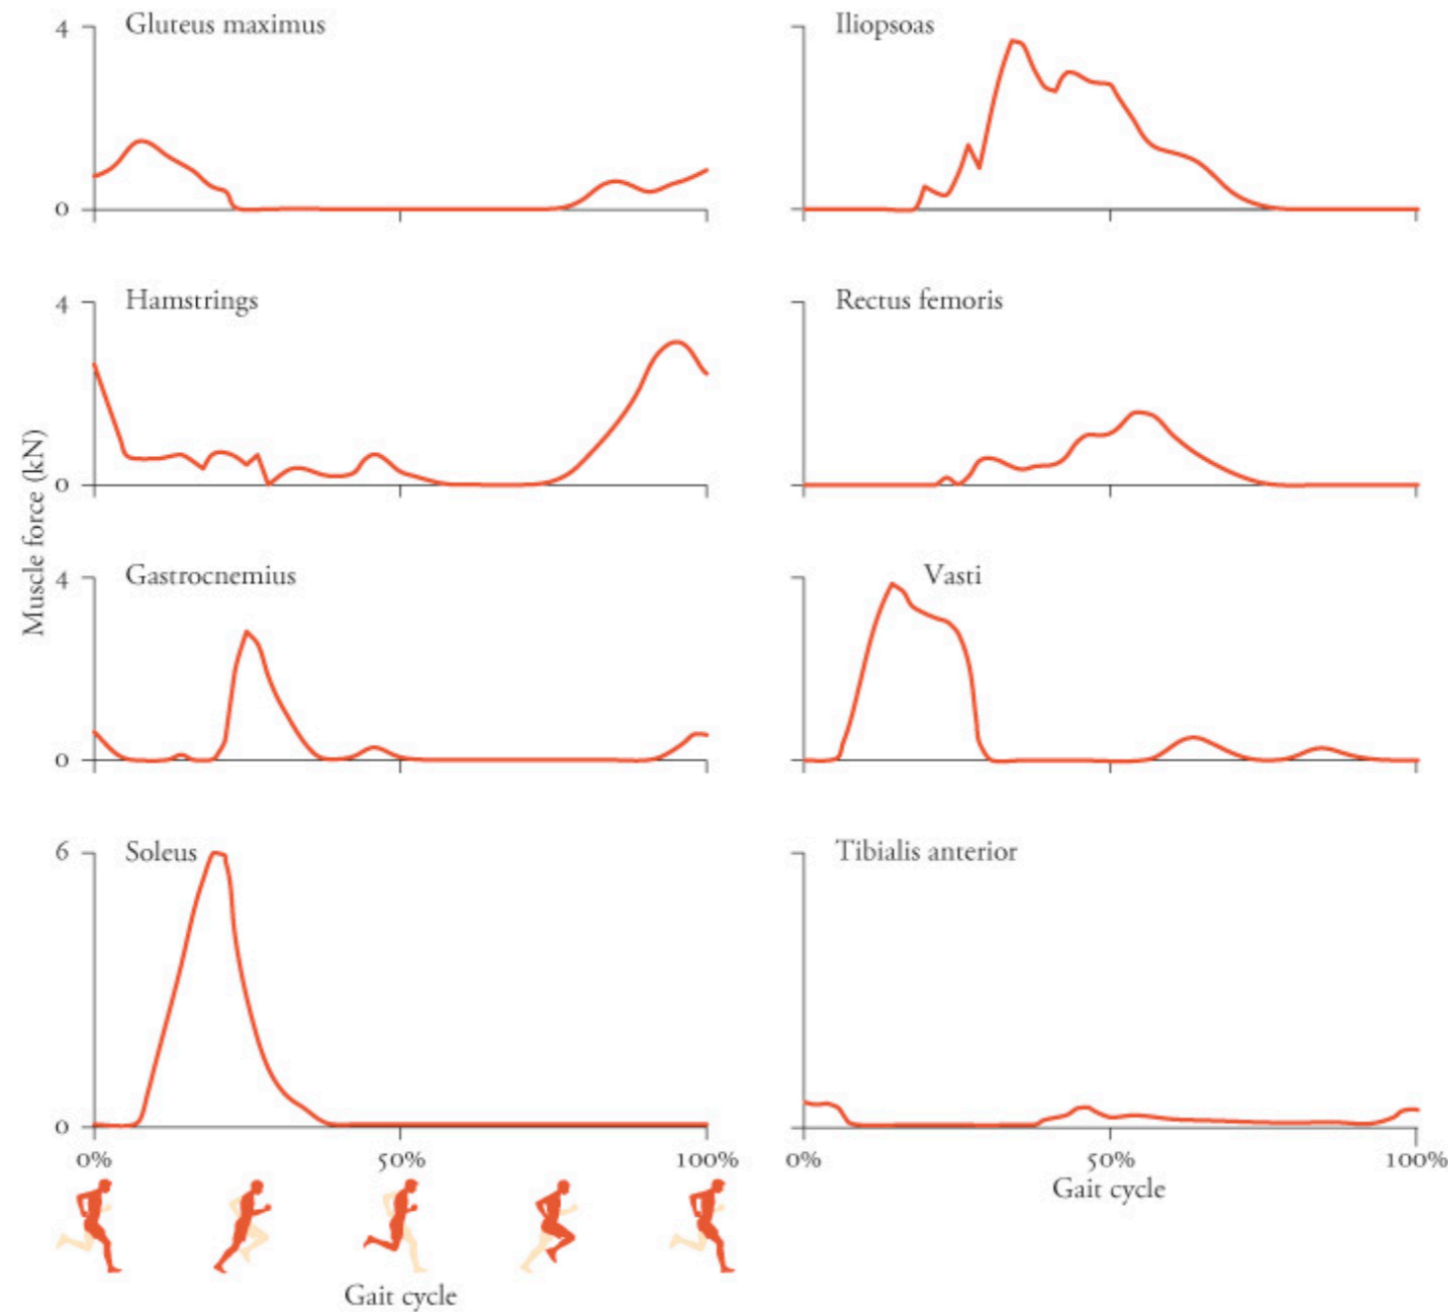 4
Gluteus maximus
0
Iliopsoas
4
Hamstrings
0
Rectus femoris
Muscle force (kN)
4
Gastrocnemius
0
Vasti
6
Soleus
0
Tibialis anterior
0%
50%
100%
Gait cycle
0%
50%
100%
Gait cycle